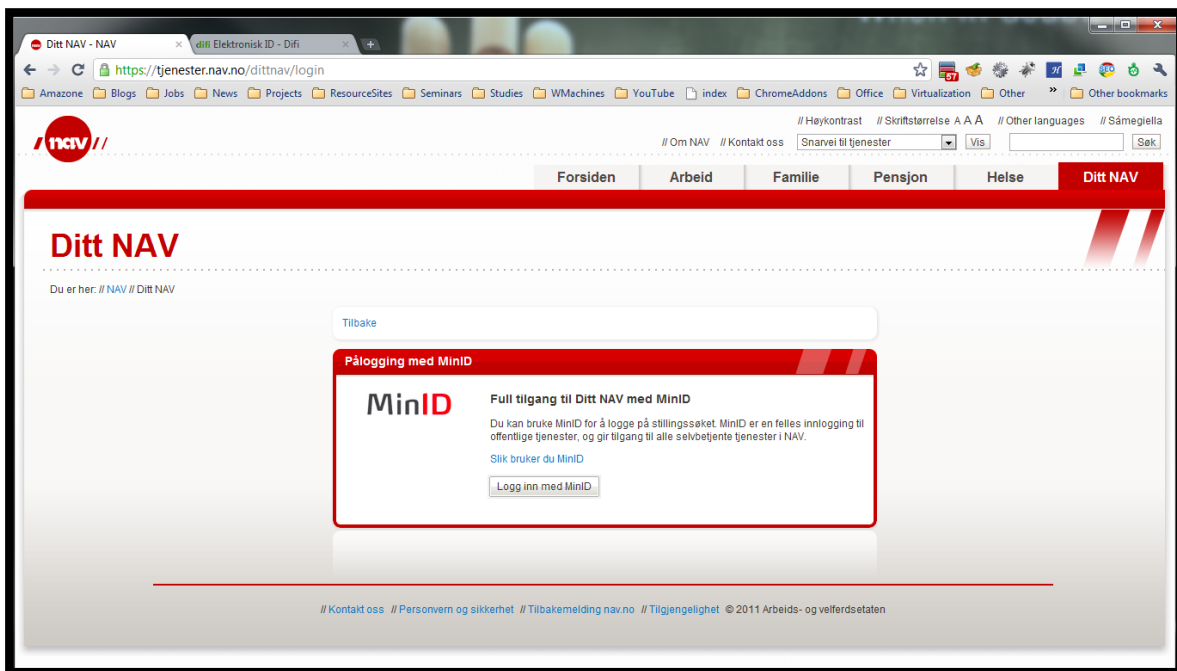 Ditt NAV - NAV
difi Elektronisk ID - Difi
https://tjenester.nav.no/dittnav/login
57
SEO
Amazone Blogs Jobs News Projects ResourceSites Seminars Studies WMachines YouTube index ChromeAddons Office Virtualization Other » Other bookmarks
// Høykontrast // Skriftstørrelse A A A // Other languages // Sámegiella
/nav// // Om NAV // Kontakt oss Snarvei til tjenester Vis Søk
Forsiden Arbeid Familie Pensjon Helse Ditt NAV
Ditt NAV
Du er her: // NAV // Ditt NAV
Tilbake
Pålogging med MinID
MinID
Full tilgang til Ditt NAV med MinID
Du kan bruke MinID for å logge på stillingssøket. MinID er en felles innlogging til
offentlige tjenester, og gir tilgang til alle selvbetjente tjenester i NAV.
Slik bruker du MinID
Logg inn med MinID
// Kontakt oss // Personvern og sikkerhet // Tilbakemelding nav.no // Tilgjengelighet © 2011 Arbeids- og velferdsetaten